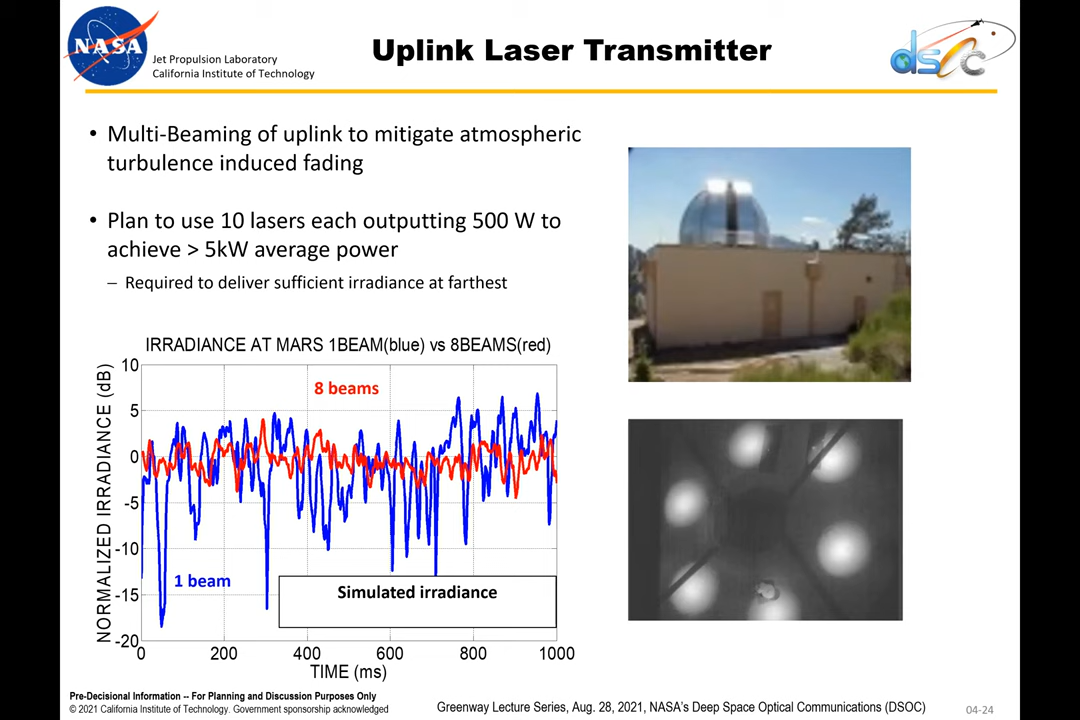 NASA
Jet Propulsion Laboratory
California Institute of Technology
Uplink Laser Transmitter
dsoc
• Multi-Beaming of uplink to mitigate atmospheric
turbulence induced fading
• Plan to use 10 lasers each outputting 500 W to
achieve > 5kW average power
– Required to deliver sufficient irradiance at farthest
IRRADIANCE AT MARS 1BEAM(blue) vs 8BEAMS(red)
NORMALIZED IRRADIANCE (dB)
10
5
0
-5
-10
-15
-20
8 beams
1 beam
Simulated irradiance
0 200 400 600 800 1000
TIME (ms)
Pre-Decisional Information -- For Planning and Discussion Purposes Only
© 2021 California Institute of Technology. Government sponsorship acknowledged
Greenway Lecture Series, Aug. 28, 2021, NASA's Deep Space Optical Communications (DSOC)
04-24